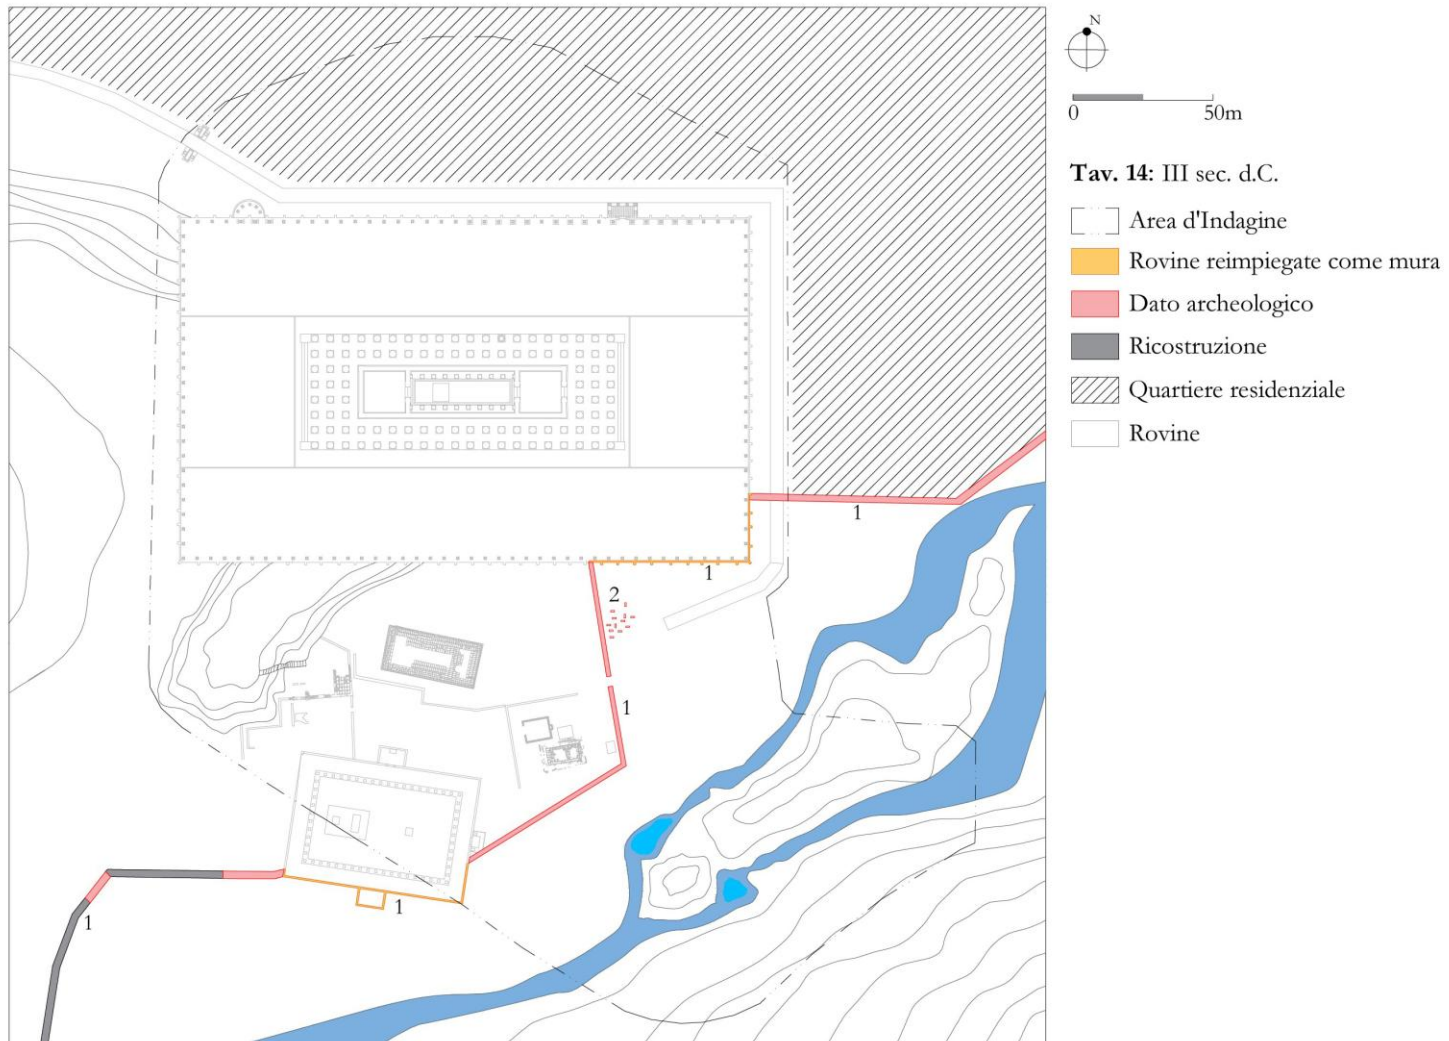 N
0 50m
Tav. 14: III sec. d.C.
Area d'Indagine
Rovine reimpiegate come mura
Dato archeologico
Ricostruzione
Quartiere residenziale
Rovine
1
1
2
1
1
1